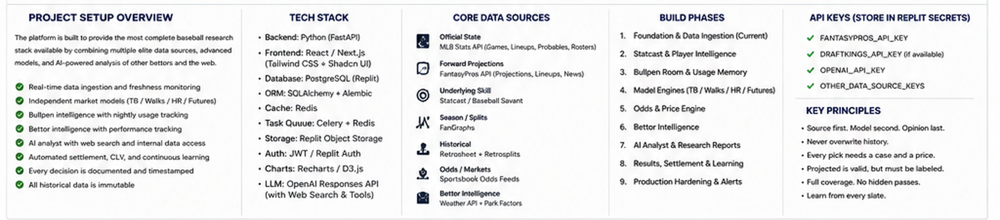 PROJECT SETUP OVERVIEW
The platform is built to provide the most complete baseball research
stack available by combining multiple elite data sources, advanced
models, and AI-powered analysis of other bettors and the web.
Real-time data ingestion and freshness monitoring
Independent market models (TB / Walks / HR / Futures)
Bullpen intelligence with nightly usage tracking
Bettor intelligence with performance tracking
AI analyst with web search and internal data access
Automated settlement, CLV, and continuous learning
Every decision is documented and timestamped
All historical data is immutable
TECH STACK
• Backend: Python (FastAPI)
• Frontend: React / Next.js
(Tailwind CSS + Shadcn UI)
• Database: PostgreSQL (Replit)
• ORM: SQLAlchemy + Alembic
• Cache: Redis
• Task Quuue: Celery + Redis
• Storage: Replit Object Storage
• Auth: JWT / Replit Auth
• Charts: Recharts / D3.js
• LLM: OpenAI Responses API
(with Web Search & Tools)
CORE DATA SOURCES
Official State
MLB Stats API (Games, Lineups, Probables, Rosters)
Forward Projections
FantasyPros API (Projections, Lineups, News)
Underlying Skill
Statcast / Baseball Savant
Season / Splits
FanGraphs
Historical
Retrosheet + Retrosplits
Odds / Markets
Sportsbook Odds Feeds
Bettor Intelligence
Weather API + Park Factors
BUILD PHASES
1. Foundation & Data Ingestion (Current)
2. Statcast & Player Intelligence
3. Bullpen Room & Usage Memory
4. Madel Engines (TB / Walks / HR / Futures)
5. Odds & Price Engine
6. Bettor Intelligence
7. AI Analyst & Research Reports
8. Results, Settlement & Learning
9. Production Hardening & Alerts
API KEYS (STORE IN REPLIT SECRETS)
✓ FANTASYPROS_API_KEY
✓ DRAFTKINGS_API_KEY (if available)
✓ OPENAI_API_KEY
✓ OTHER_DATA_SOURCE_KEYS
KEY PRINCIPLES
• Source first. Model second. Opinion last.
• Never overwrite history.
• Every pick needs a case and a price.
• Projected is valid, but must be labeled.
• Full coverage. No hidden passes.
• Learn from every slate.